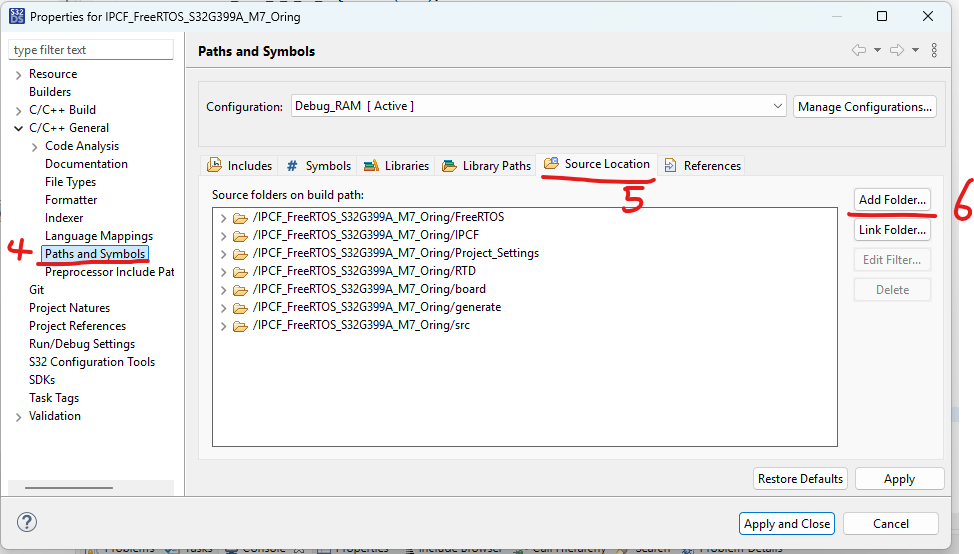 S32
DS
Properties for IPCF_FreeRTOS_S32G399A_M7_Oring
type filter text
Resource
Builders
C/C++ Build
C/C++ General
Code Analysis
Documentation
File Types
Formatter
Indexer
Language Mappings
4
Paths and Symbols
Preprocessor Include Pat
Git
Project Natures
Project References
Run/Debug Settings
S32 Configuration Tools
SDKs
Task Tags
Validation
Paths and Symbols
Configuration:
Debug_RAM [ Active ]
Manage Configurations...
Includes
# Symbols
Libraries
Library Paths
Source Location
References
5
Source folders on build path:
/IPCF_FreeRTOS_S32G399A_M7_Oring/FreeRTOS
/IPCF_FreeRTOS_S32G399A_M7_Oring/IPCF
/IPCF_FreeRTOS_S32G399A_M7_Oring/Project_Settings
/IPCF_FreeRTOS_S32G399A_M7_Oring/RTD
/IPCF_FreeRTOS_S32G399A_M7_Oring/board
/IPCF_FreeRTOS_S32G399A_M7_Oring/generate
/IPCF_FreeRTOS_S32G399A_M7_Oring/src
Add Folder...
6
Link Folder...
Edit Filter...
Delete
Restore Defaults
Apply
?
Apply and Close
Cancel